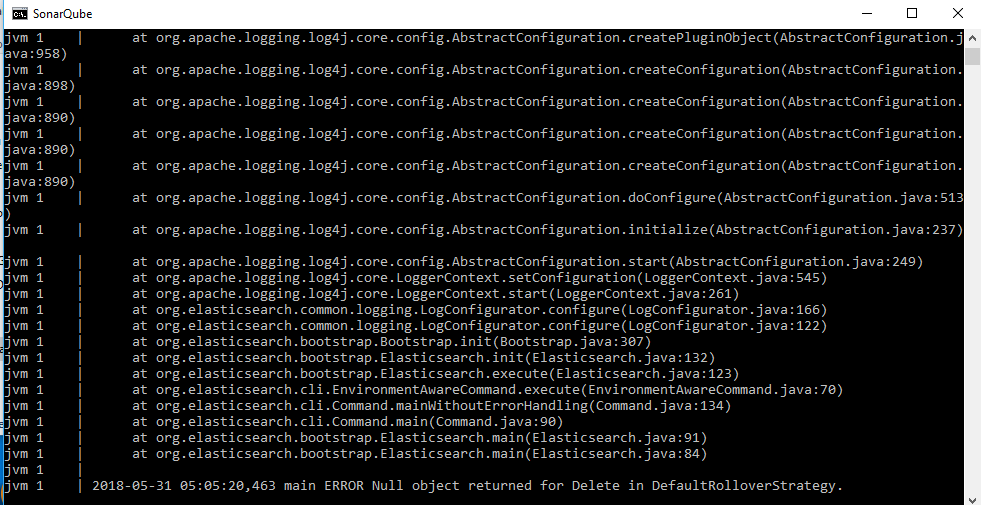 SonarQube
jvm 1    |      at org.apache.logging.log4j.core.config.AbstractConfiguration.createPluginObject(AbstractConfiguration.j
ava:958)
jvm 1    |      at org.apache.logging.log4j.core.config.AbstractConfiguration.createConfiguration(AbstractConfiguration.
java:898)
jvm 1    |      at org.apache.logging.log4j.core.config.AbstractConfiguration.createConfiguration(AbstractConfiguration.
java:890)
jvm 1    |      at org.apache.logging.log4j.core.config.AbstractConfiguration.createConfiguration(AbstractConfiguration.
java:890)
jvm 1    |      at org.apache.logging.log4j.core.config.AbstractConfiguration.createConfiguration(AbstractConfiguration.
java:890)
jvm 1    |      at org.apache.logging.log4j.core.config.AbstractConfiguration.doConfigure(AbstractConfiguration.java:513
)
jvm 1    |      at org.apache.logging.log4j.core.config.AbstractConfiguration.initialize(AbstractConfiguration.java:237)
jvm 1    |      at org.apache.logging.log4j.core.config.AbstractConfiguration.start(AbstractConfiguration.java:249)
jvm 1    |      at org.apache.logging.log4j.core.LoggerContext.setConfiguration(LoggerContext.java:545)
jvm 1    |      at org.apache.logging.log4j.core.LoggerContext.start(LoggerContext.java:261)
jvm 1    |      at org.elasticsearch.common.logging.LogConfigurator.configure(LogConfigurator.java:166)
jvm 1    |      at org.elasticsearch.common.logging.LogConfigurator.configure(LogConfigurator.java:122)
jvm 1    |      at org.elasticsearch.bootstrap.Bootstrap.init(Bootstrap.java:307)
jvm 1    |      at org.elasticsearch.bootstrap.Elasticsearch.init(Elasticsearch.java:132)
jvm 1    |      at org.elasticsearch.bootstrap.Elasticsearch.execute(Elasticsearch.java:123)
jvm 1    |      at org.elasticsearch.cli.EnvironmentAwareCommand.execute(EnvironmentAwareCommand.java:70)
jvm 1    |      at org.elasticsearch.cli.Command.mainWithoutErrorHandling(Command.java:134)
jvm 1    |      at org.elasticsearch.cli.Command.main(Command.java:90)
jvm 1    |      at org.elasticsearch.bootstrap.Elasticsearch.main(Elasticsearch.java:91)
jvm 1    |      at org.elasticsearch.bootstrap.Elasticsearch.main(Elasticsearch.java:84)
jvm 1    |
jvm 1    | 2018-05-31 05:05:20,463 main ERROR Null object returned for Delete in DefaultRolloverStrategy.